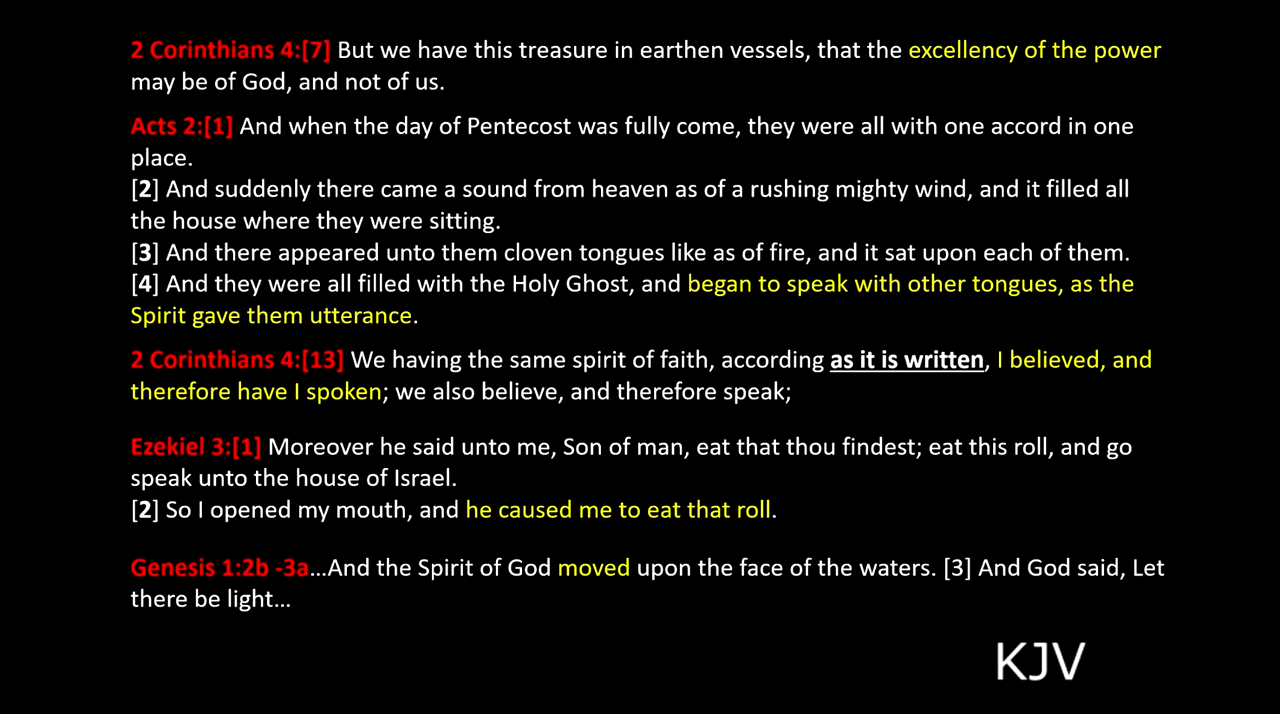 2 Corinthians 4:[7] But we have this treasure in earthen vessels, that the excellency of the power
may be of God, and not of us.
Acts 2:[1] And when the day of Pentecost was fully come, they were all with one accord in one
place.
[2] And suddenly there came a sound from heaven as of a rushing mighty wind, and it filled all
the house where they were sitting.
[3] And there appeared unto them cloven tongues like as of fire, and it sat upon each of them.
[4] And they were all filled with the Holy Ghost, and began to speak with other tongues, as the
Spirit gave them utterance.
2 Corinthians 4:[13] We having the same spirit of faith, according as it is written, I believed, and
therefore have I spoken; we also believe, and therefore speak;
Ezekiel 3:[1] Moreover he said unto me, Son of man, eat that thou findest; eat this roll, and go
speak unto the house of Israel.
[2] So I opened my mouth, and he caused me to eat that roll.
Genesis 1:2b -3a...And the Spirit of God moved upon the face of the waters. [3] And God said, Let
there be light...
KJV